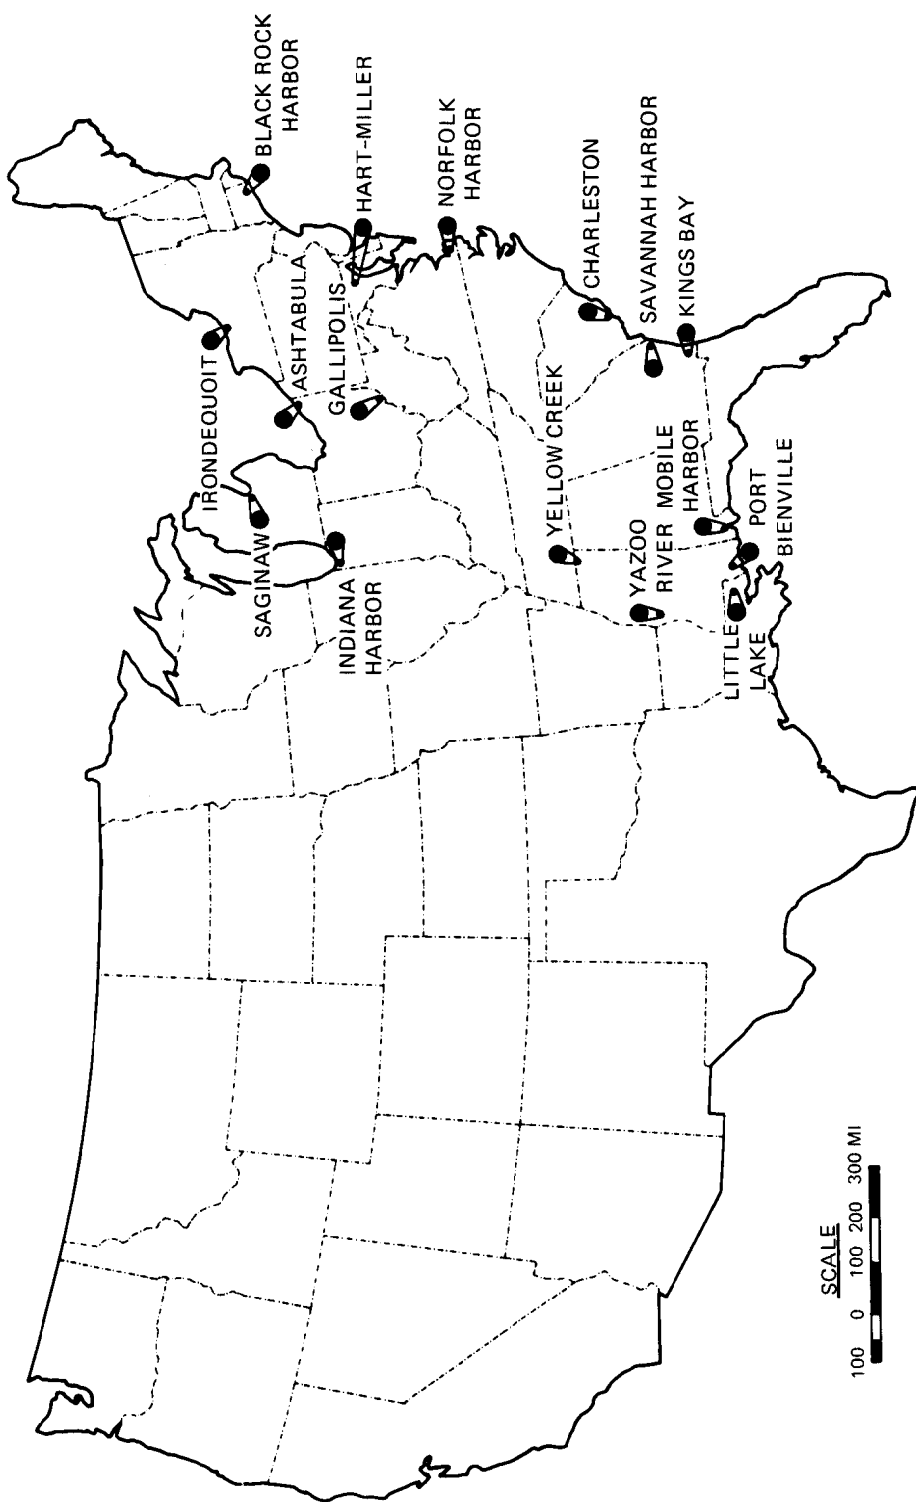 BLACK ROCK
HARBOR
HART-MILLER
NORFOLK
HARBOR
CHARLESTON
SAVANNAH HARBOR
KINGS BAY
IRONDEQUOIT
ASHTABULA
GALLIPOLIS
SAGINAW
INDIANA
HARBOR
YELLOW CREEK
YAZOO
RIVER
MOBILE
HARBOR
PORT
BIENVILLE
LITTLE
LAKE
SCALE
100 0 100 200 300 MI